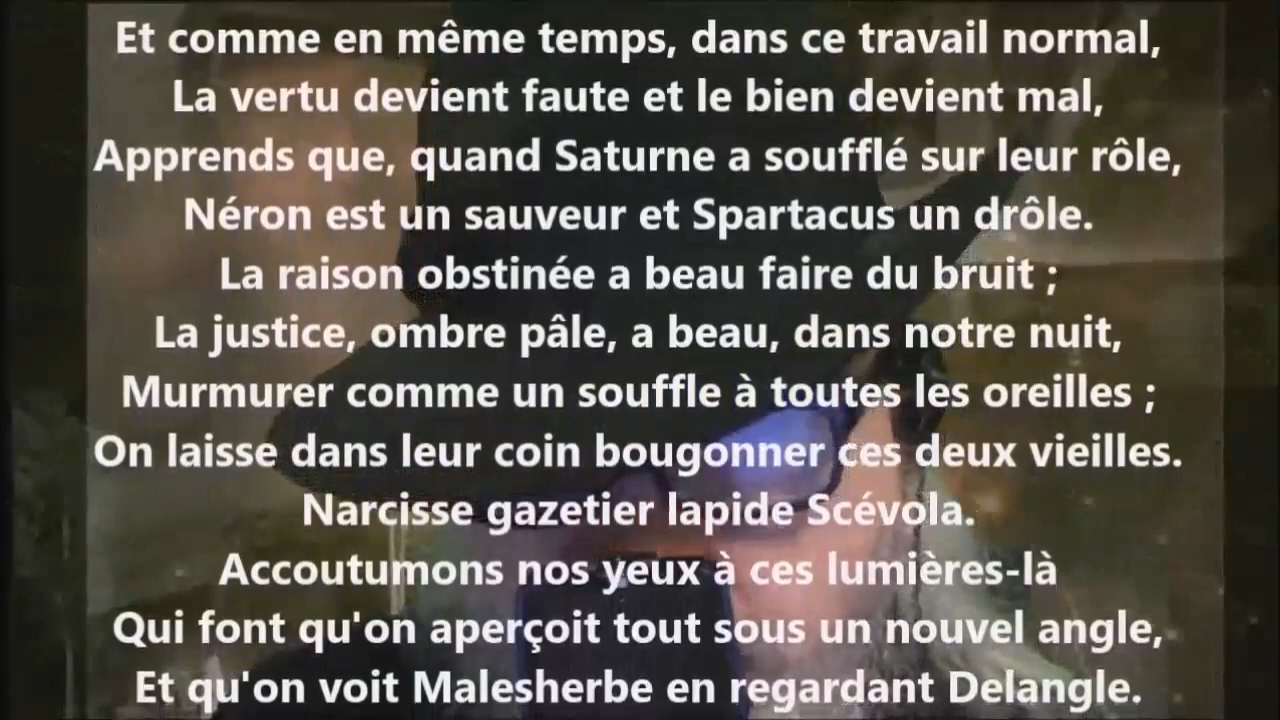 Et comme en même temps, dans ce travail normal,
La vertu devient faute et le bien devient mal,
Apprends que, quand Saturne a soufflé sur leur rôle,
Néron est un sauveur et Spartacus un drôle.
La raison obstinée a beau faire du bruit ;
La justice, ombre pâle, a beau, dans notre nuit,
Murmurer comme un souffle à toutes les oreilles ;
On laisse dans leur coin bougonner ces deux vieilles.
Narcisse gazetier lapide Scévola.
Accoutumons nos yeux à ces lumières-là
Qui font qu'on aperçoit tout sous un nouvel angle,
Et qu'on voit Malesherbe en regardant Delangle.